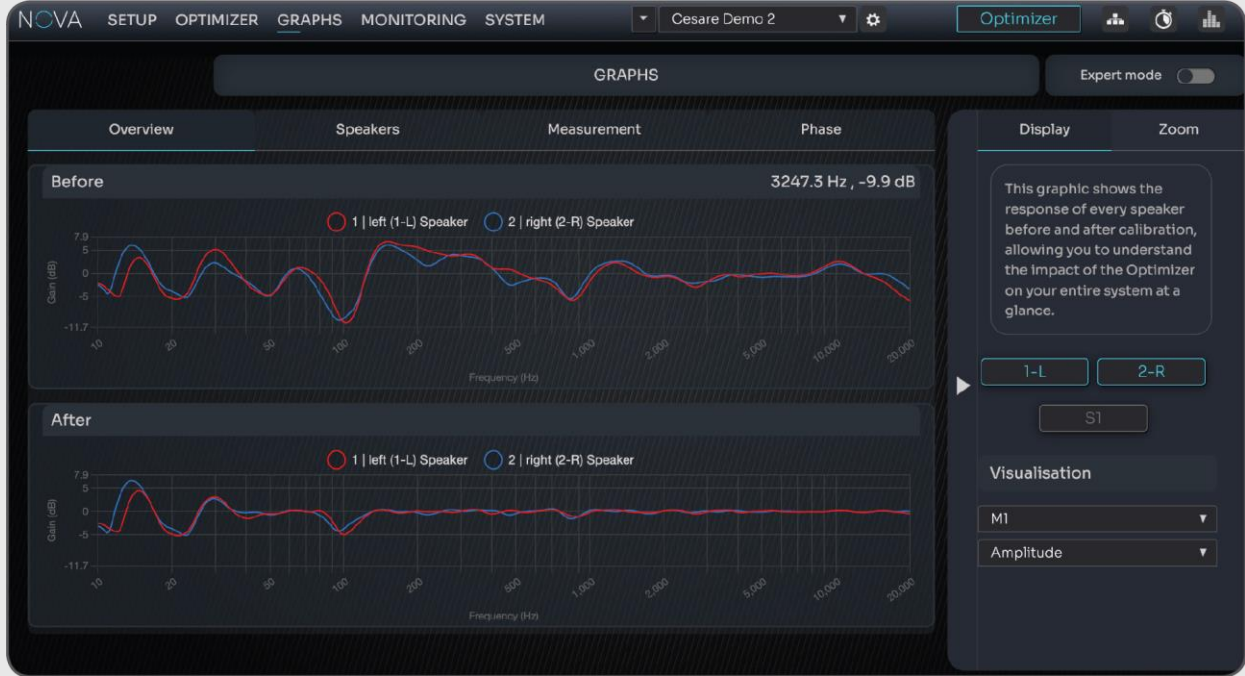 NOVA SETUP OPTIMIZER GRAPHS MONITORING SYSTEM Cesare Demo 2 Optimizer
GRAPHS
Expert mode
Overview Speakers Measurement Phase
Display Zoom
Before 3247.3 Hz , -9.9 dB
1 | left (1-L) Speaker 2 | right (2-R) Speaker
7.9
5
0
-5
-11.7
Gain (dB)
10 20 50 100 200 500 1,000 2,000 5,000 10,000 20,000
Frequency (Hz)
After
1 | left (1-L) Speaker 2 | right (2-R) Speaker
7.9
5
0
-5
-11.7
Gain (dB)
10 20 50 100 200 500 1,000 2,000 5,000 10,000 20,000
Frequency (Hz)
This graphic shows the
response of every speaker
before and after calibration,
allowing you to understand
the impact of the Optimizer
on your entire system at a
glance.
1-L 2-R
S1
Visualisation
M1
Amplitude